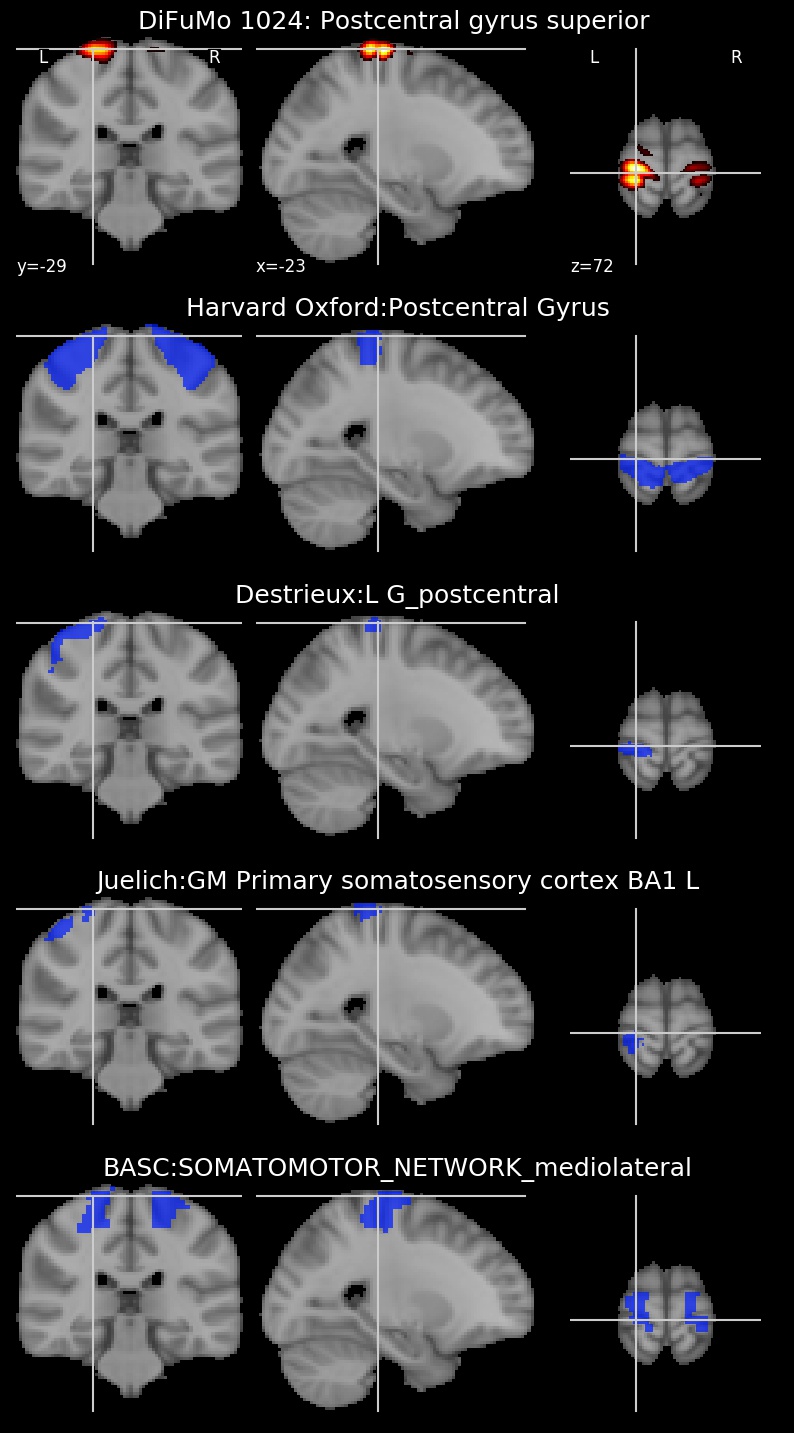 DiFuMo 1024: Postcentral gyrus superior
L R L R
y=-29 x=-23 z=72
Harvard Oxford:Postcentral Gyrus
Destrieux:L G_postcentral
Juelich:GM Primary somatosensory cortex BA1 L
BASC:SOMATOMOTOR_NETWORK_mediolateral